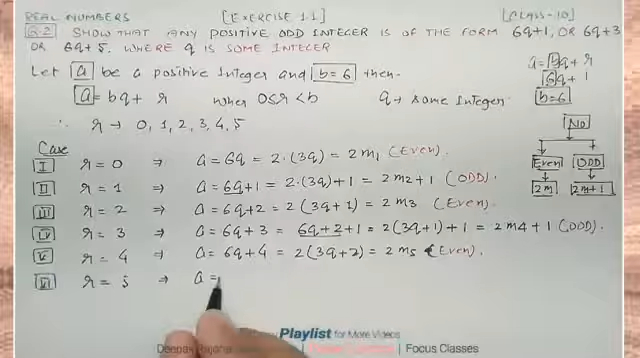 REAL NUMBERS [EXERCISE 1.1] [CLASS-10]
Q.2 SHOW THAT ANY POSITIVE ODD INTEGER IS OF THE FORM 6q+1, OR 6q+3
OR 6q+5, WHERE q IS SOME INTEGER
Let a be a positive Integer and b=6 then.
a = bq + r when 0≤r<b q → some Integer.
∴ r → 0, 1, 2, 3, 4, 5
a = bq + r
6q + 1
b=6
NO
Even ODD
2m 2m+1
Case
I r = 0 ⇒ a = 6q = 2·(3q) = 2m1 (Even).
II r = 1 ⇒ a = 6q+1 = 2·(3q)+1 = 2m2+1 (ODD).
III r = 2 ⇒ a = 6q+2 = 2(3q+1) = 2m3 (Even).
IV r = 3 ⇒ a = 6q+3 = 6q+2+1 = 2(3q+1)+1 = 2m4+1 (ODD).
V r = 4 ⇒ a = 6q+4 = 2(3q+2) = 2m5 (Even).
VI r = 5 ⇒ a =
Playlist for More Videos
| Focus Classes